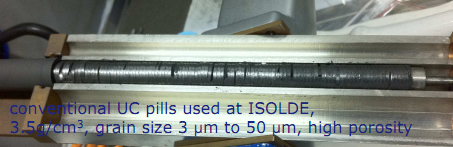 conventional UC pills used at ISOLDE,
3.5g/cm³, grain size 3 µm to 50 µm, high porosity